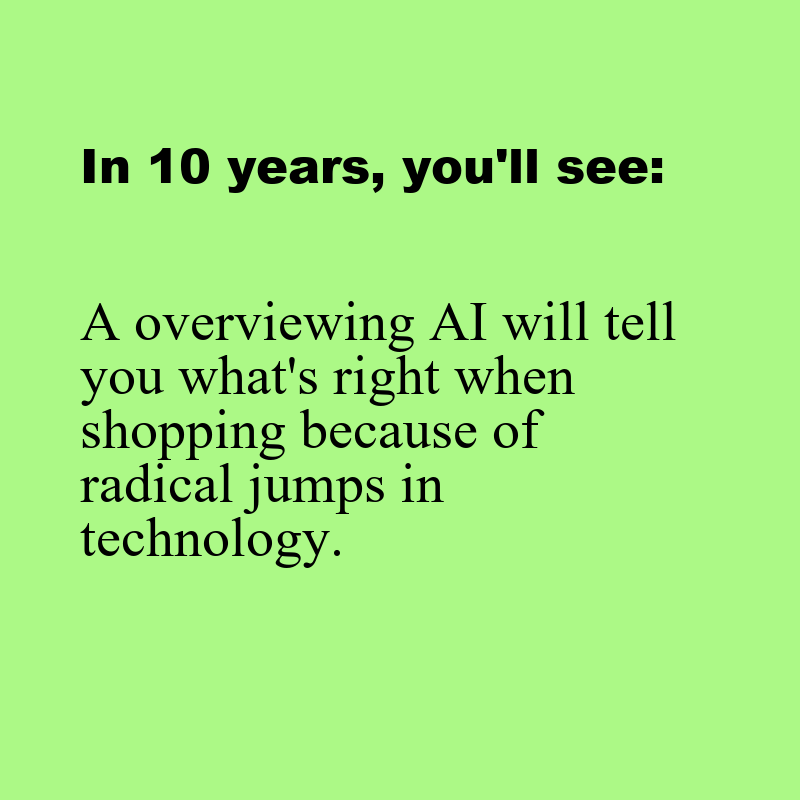 In 10 years, you'll see:
A overviewing AI will tell
you what's right when
shopping because of
radical jumps in
technology.